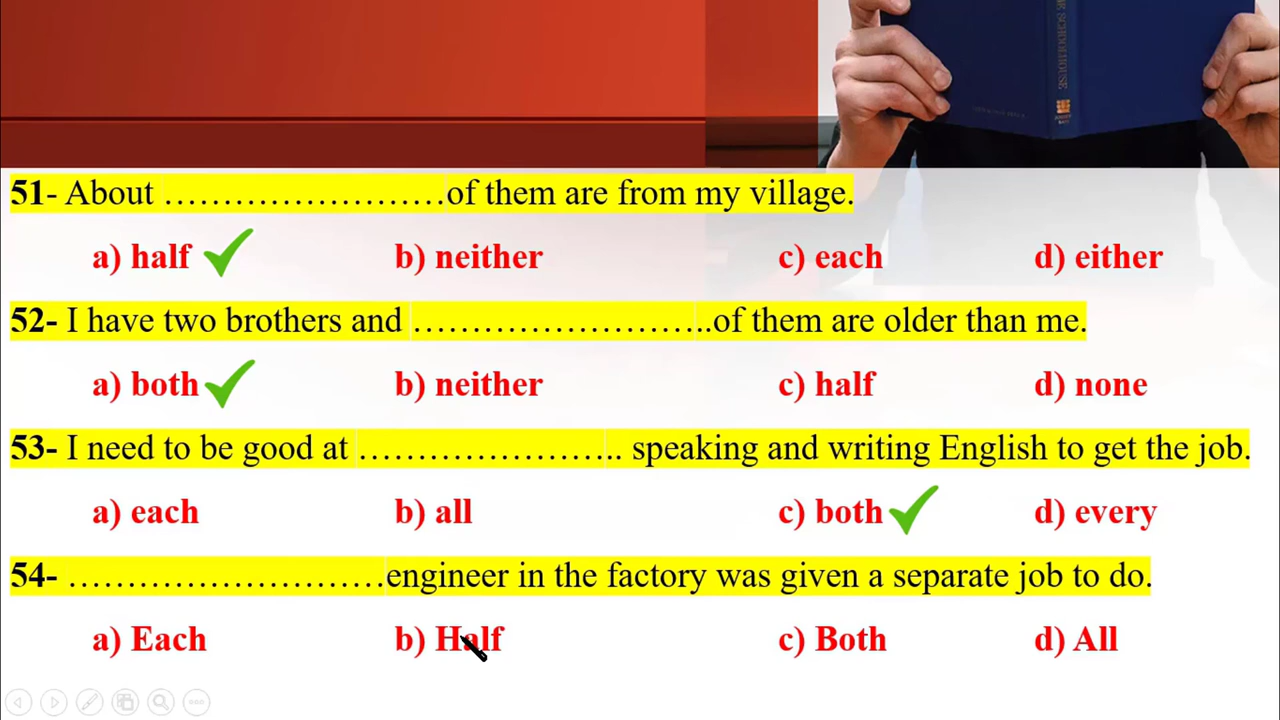 51- About ……………………of them are from my village.
a) half b) neither c) each d) either
52- I have two brothers and ……………………..of them are older than me.
a) both b) neither c) half d) none
53- I need to be good at ………………….. speaking and writing English to get the job.
a) each b) all c) both d) every
54- ………………………engineer in the factory was given a separate job to do.
a) Each b) Half c) Both d) All